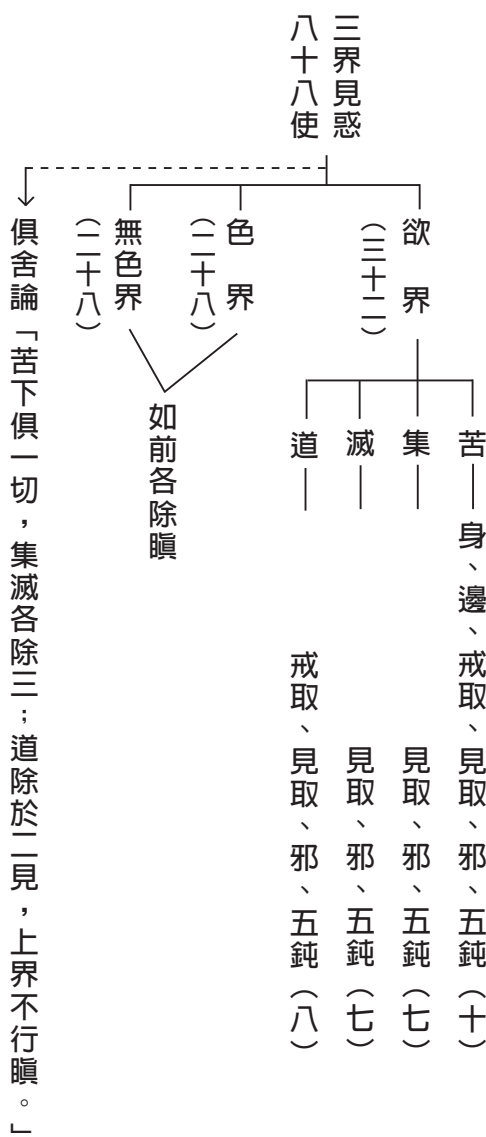 三界見惑
八十八使
欲　界
（三十二）
苦　身、邊、戒取、見取、邪、五鈍（十）
集　見取、邪、五鈍（七）
滅　見取、邪、五鈍（七）
道　戒取、見取、邪、五鈍（八）
色　界
（二十八）
無色界
（二十八）
如前各除瞋
俱舍論「苦下俱一切，集滅各除三；道除於二見，上界不行瞋。」